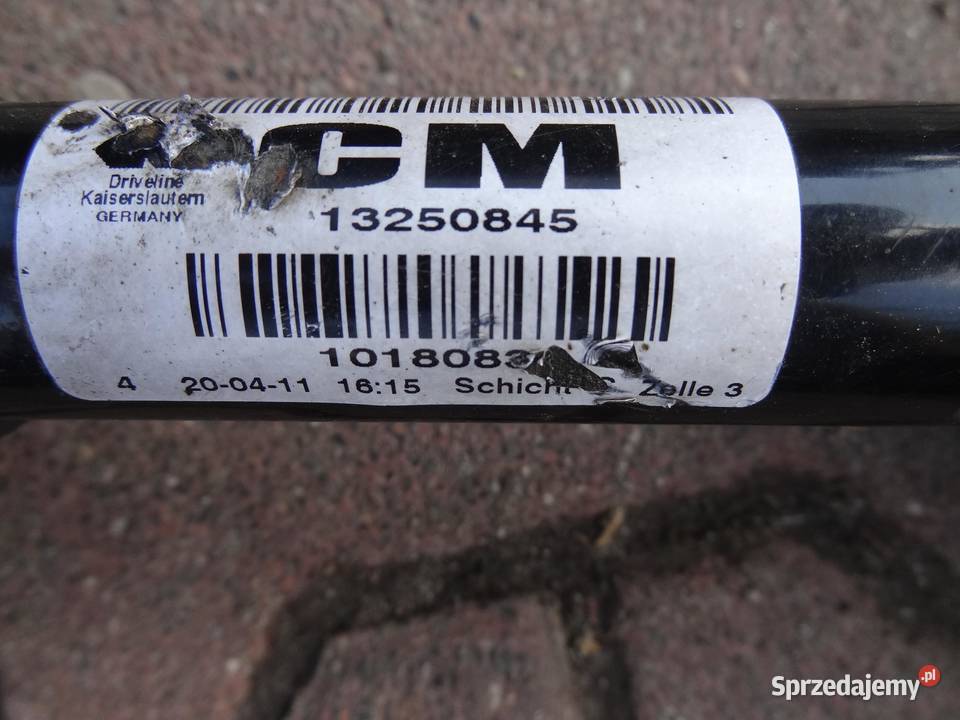 CM
Driveline
Kaiserslautern
GERMANY
13250845
4 20-04-11 16:15 Schicht Zelle 3
Sprzedajemy.pl